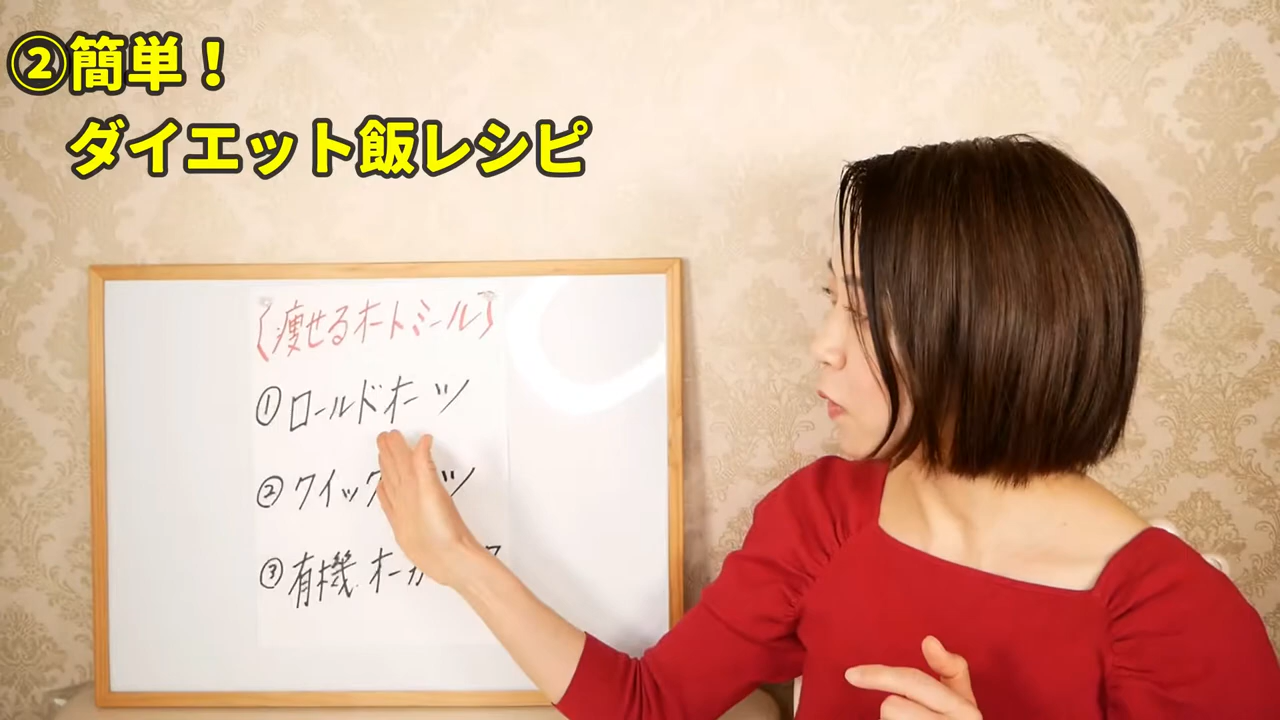 ②簡単！
ダイエット飯レシピ
〔痩せるオートミール〕
①ロールドオーツ
②クイック ーツ
③有機 オーガ